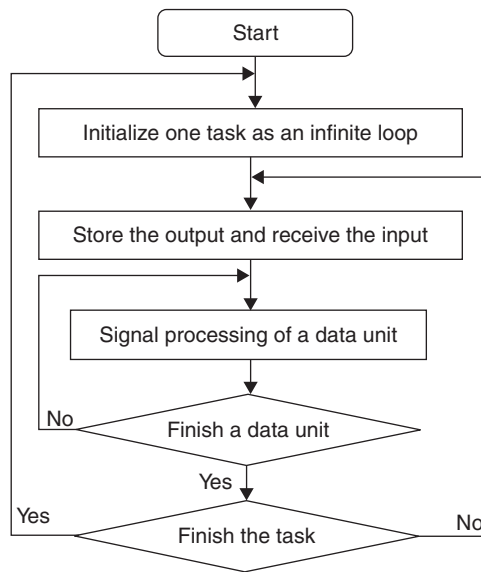 Start
Initialize one task as an infinite loop
Store the output and receive the input
Signal processing of a data unit
No
Finish a data unit
Yes
Yes
Finish the task
No